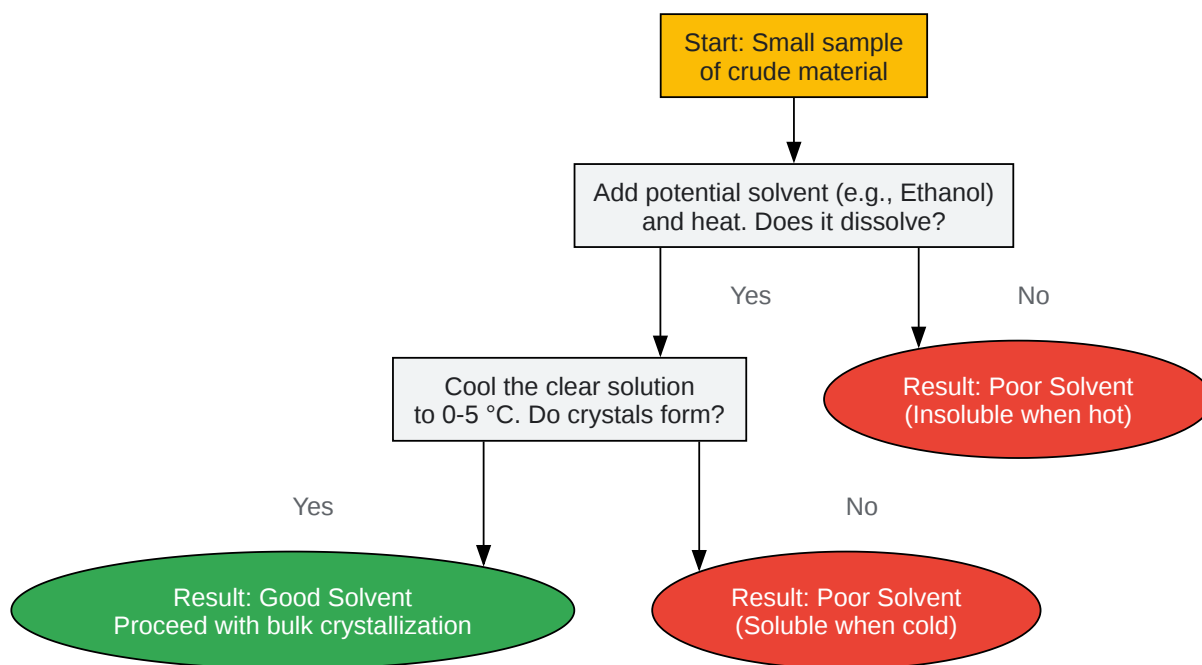 Start: Small sample
of crude material
Add potential solvent (e.g., Ethanol)
and heat. Does it dissolve?
Yes
No
Cool the clear solution
to 0-5 °C. Do crystals form?
Result: Poor Solvent
(Insoluble when hot)
Yes
No
Result: Good Solvent
Proceed with bulk crystallization
Result: Poor Solvent
(Soluble when cold)